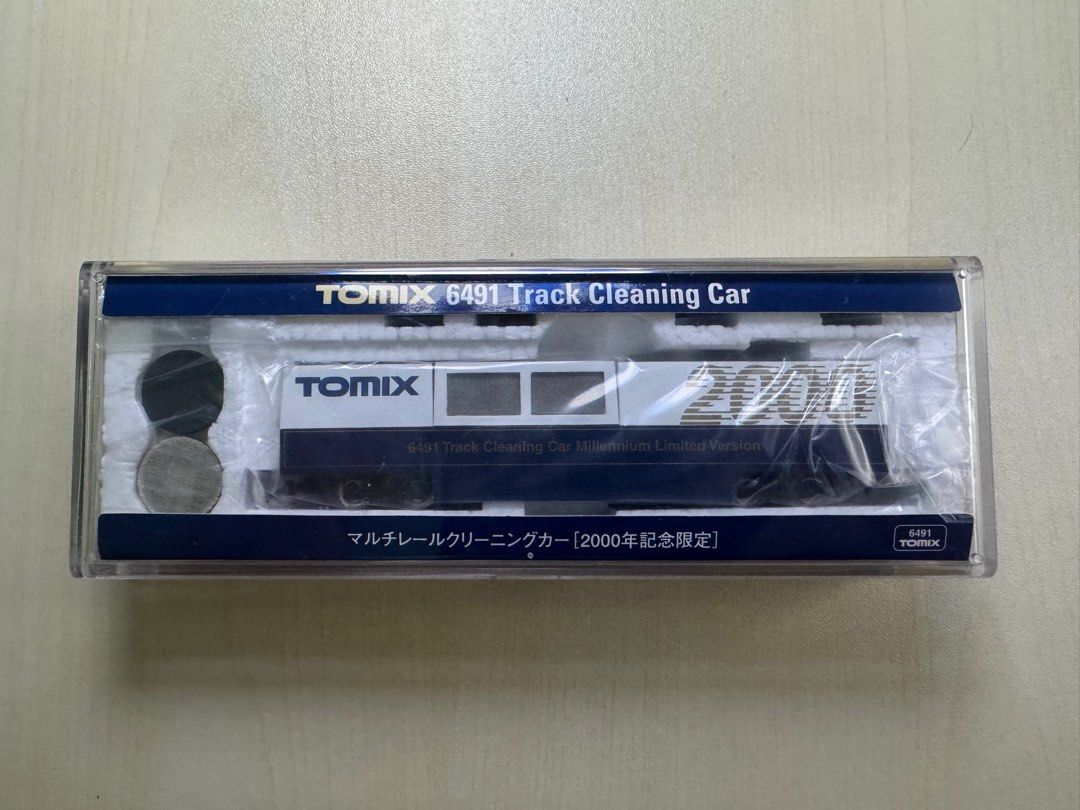 TOMIX 6491 Track Cleaning Car
TOMIX
2000
6491 Track Cleaning Car Millennium Limited Version
マルチレールクリーニングカー [2000年記念限定]
6491
TOMIX